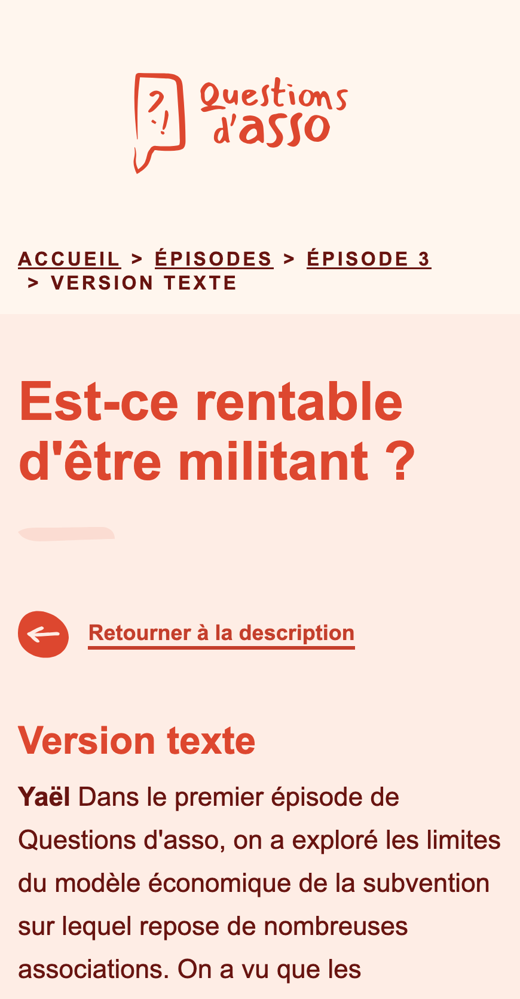 ?!
Questions
d'asso
ACCUEIL > ÉPISODES > ÉPISODE 3
> VERSION TEXTE
Est-ce rentable
d'être militant ?
Retourner à la description
Version texte
Yaël Dans le premier épisode de
Questions d'asso, on a exploré les limites
du modèle économique de la subvention
sur lequel repose de nombreuses
associations. On a vu que les